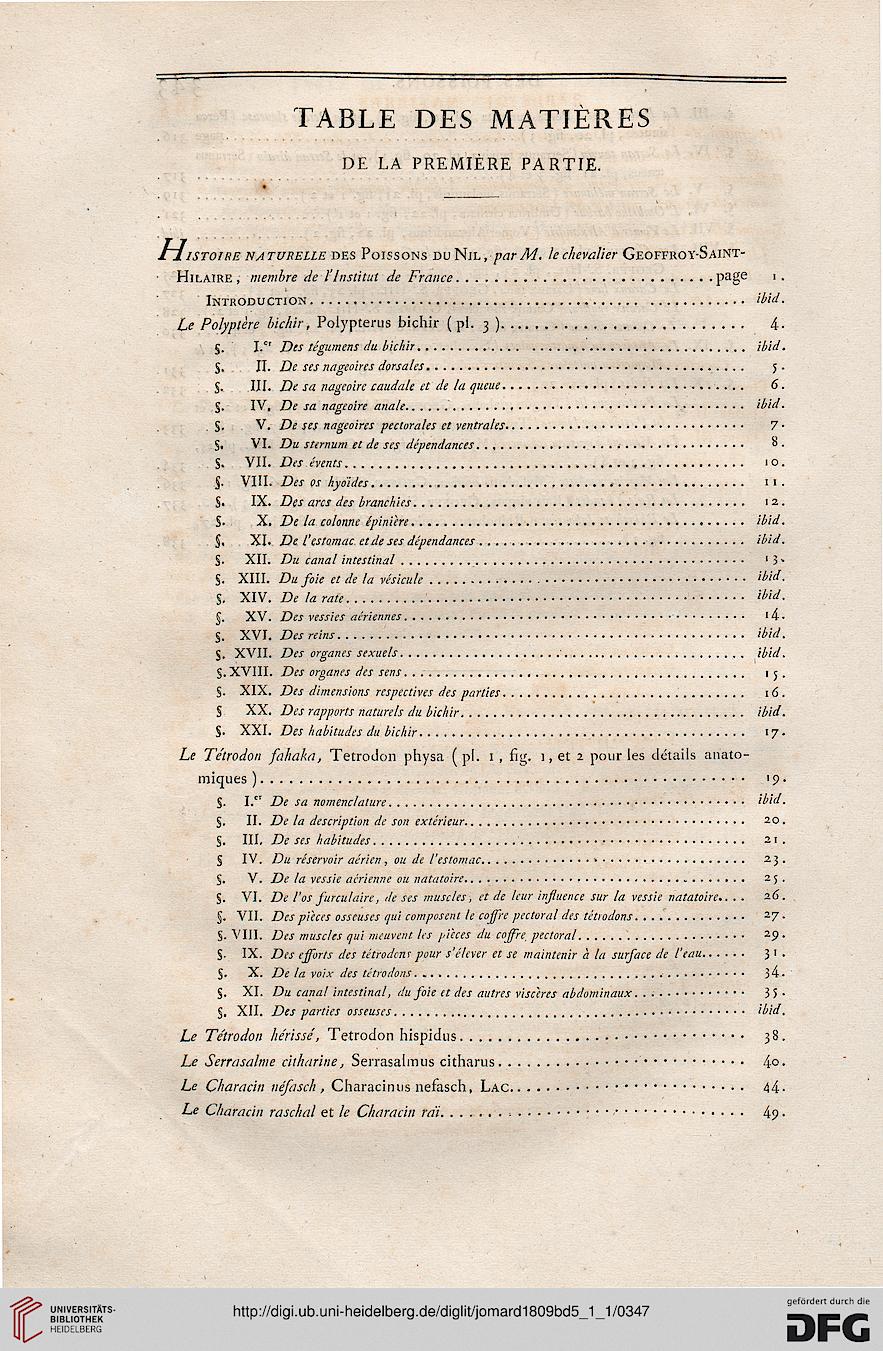 TABLE DES MATIÈRES
DE LA PREMIÈRE PARTIE.
HISTOIRE NATURELLE DES POISSONS DU NIL, par M. le chevalier GEOFFROY-SAINT-
HILAIRE, membre de l'Institut de France............................page 1.
INTRODUCTION................................................ ibid.
Le Polyptère bichir, Polypterus bichir (pl. 3)........................... 4.
§. I.er Des tégumens du bichir........................................ ibid.
§. II. De ses nageoires dorsales...................................... 5.
§. III. De sa nageoire caudale et de la queue............................ 6.
§. IV. De sa nageoire anale........................................ ibid.
§. V. De ses nageoires pectorales et ventrales............................ 7.
§. VI. Du sternum et de ses dépendances................................ 8.
§. VII. Des évents................................................ 10.
§. VIII. Des os hyoïdes............................................. 11.
§. IX. Des arcs des branchies........................................ 12.
§. X. De la colonne épinière........................................ ibid.
§. XI. De l'estomac et de ses dépendances................................ ibid.
§. XII. Du canal intestinal.......................................... 13.
§. XIII. Du foie et de la vésicule...................................... ibid.
§. XIV. De la rate................................................ ibid.
§. XV. Des vessies aériennes......................................... 14.
§. XVI. Des reins................................................. ibid.
§. XVII. Des organes sexuels.......................................... ibid.
§. XVIII. Des organes des sens......................................... 15.
§. XIX. Des dimensions respectives des parties............................. 16.
§ XX. Des rapports naturels du bichir.................................. ibid.
§. XXI. Des habitudes du bichir....................................... 17.
Le Tétrodon fahaka, Tetrodon physa (pl. 1, fig. 1, et 2 pour les détails anato-
miques)..................................................... 19.
§. I.er De sa nomenclature........................................... ibid.
§. II. De la description de son extérieur.................................. 20.
§. III. De ses habitudes............................................. 21.
§ IV. Du réservoir aérien, ou de l'estomac................................ 23.
§. V. De la vessie aérienne ou natatoire.................................. 25.
§. VI. De l'os furculaire, de ses muscles, et de leur influence sur la vessie natatoire.... 26.
§. VII. Des pièces osseuses qui composent le coffre pectoral des tétrodons.............. 27.
§. VIII. Des muscles qui meuvent les pièces du coffre pectoral.................... 29.
§. IX. Des efforts des tétrodons pour s'élever et se maintenir à la surface de l'eau...... 31.
§. X. De la voix des tétrodons........................................ 34.
§. XI. Du canal intestinal, du foie et des autres viscères abdominaux.............. 35.
§. XII. Des parties osseuses........................................... ibid.
Le Tétrodon hérissé, Tetrodon hispidus............................... 38.
Le Serrasalme citharine, Serrasalmus citharus........................... 40.
Le Characin néfasch, Characinus nefasch, LAC.......................... 44.
Le Characin raschal et le Characin raï................................. 49.
UNIVERSITÄTS-
BIBLIOTHEK
HEIDELBERG
http://digi.ub.uni-heidelberg.de/diglit/jomard1809bd5_1_1/0347
gefördert durch die
DFG